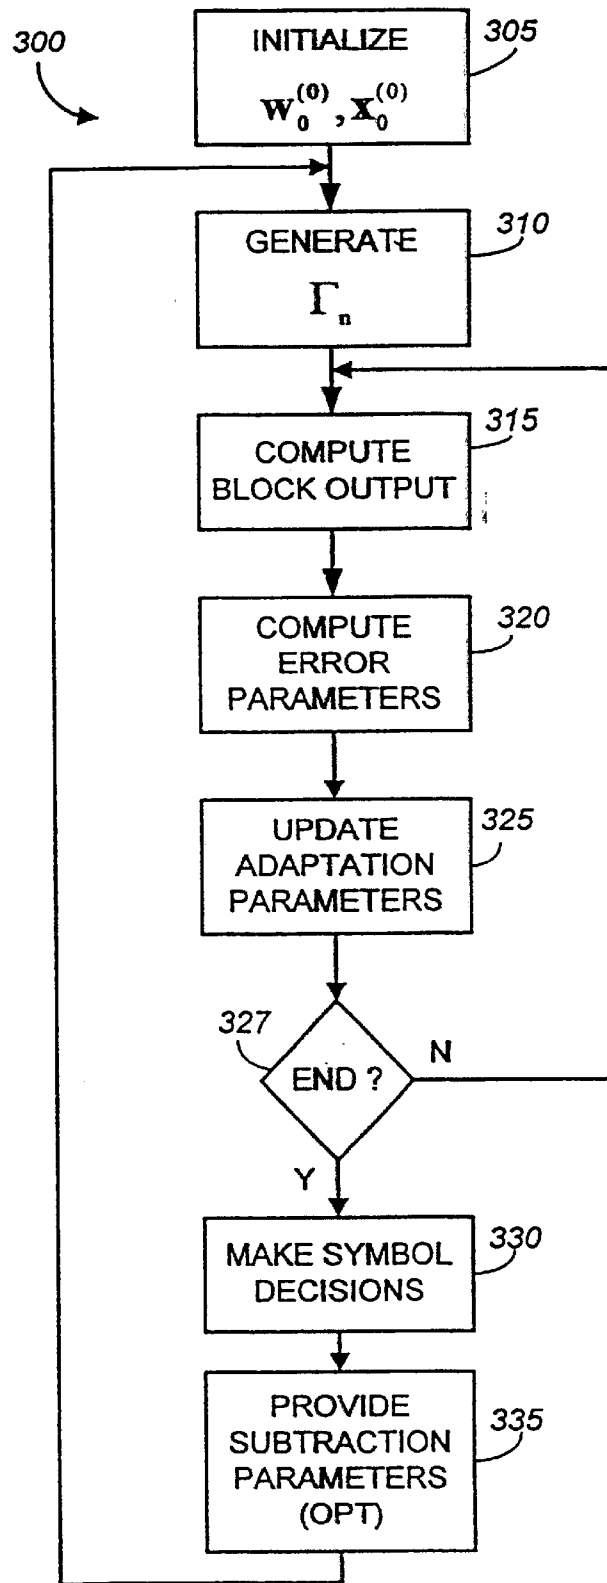 300
INITIALIZE
W₀⁽⁰⁾, X₀⁽⁰⁾
305
GENERATE
Γₙ
310
COMPUTE
BLOCK OUTPUT
315
COMPUTE
ERROR
PARAMETERS
320
UPDATE
ADAPTATION
PARAMETERS
325
327
END ?
N
Y
MAKE SYMBOL
DECISIONS
330
PROVIDE
SUBTRACTION
PARAMETERS
(OPT)
335